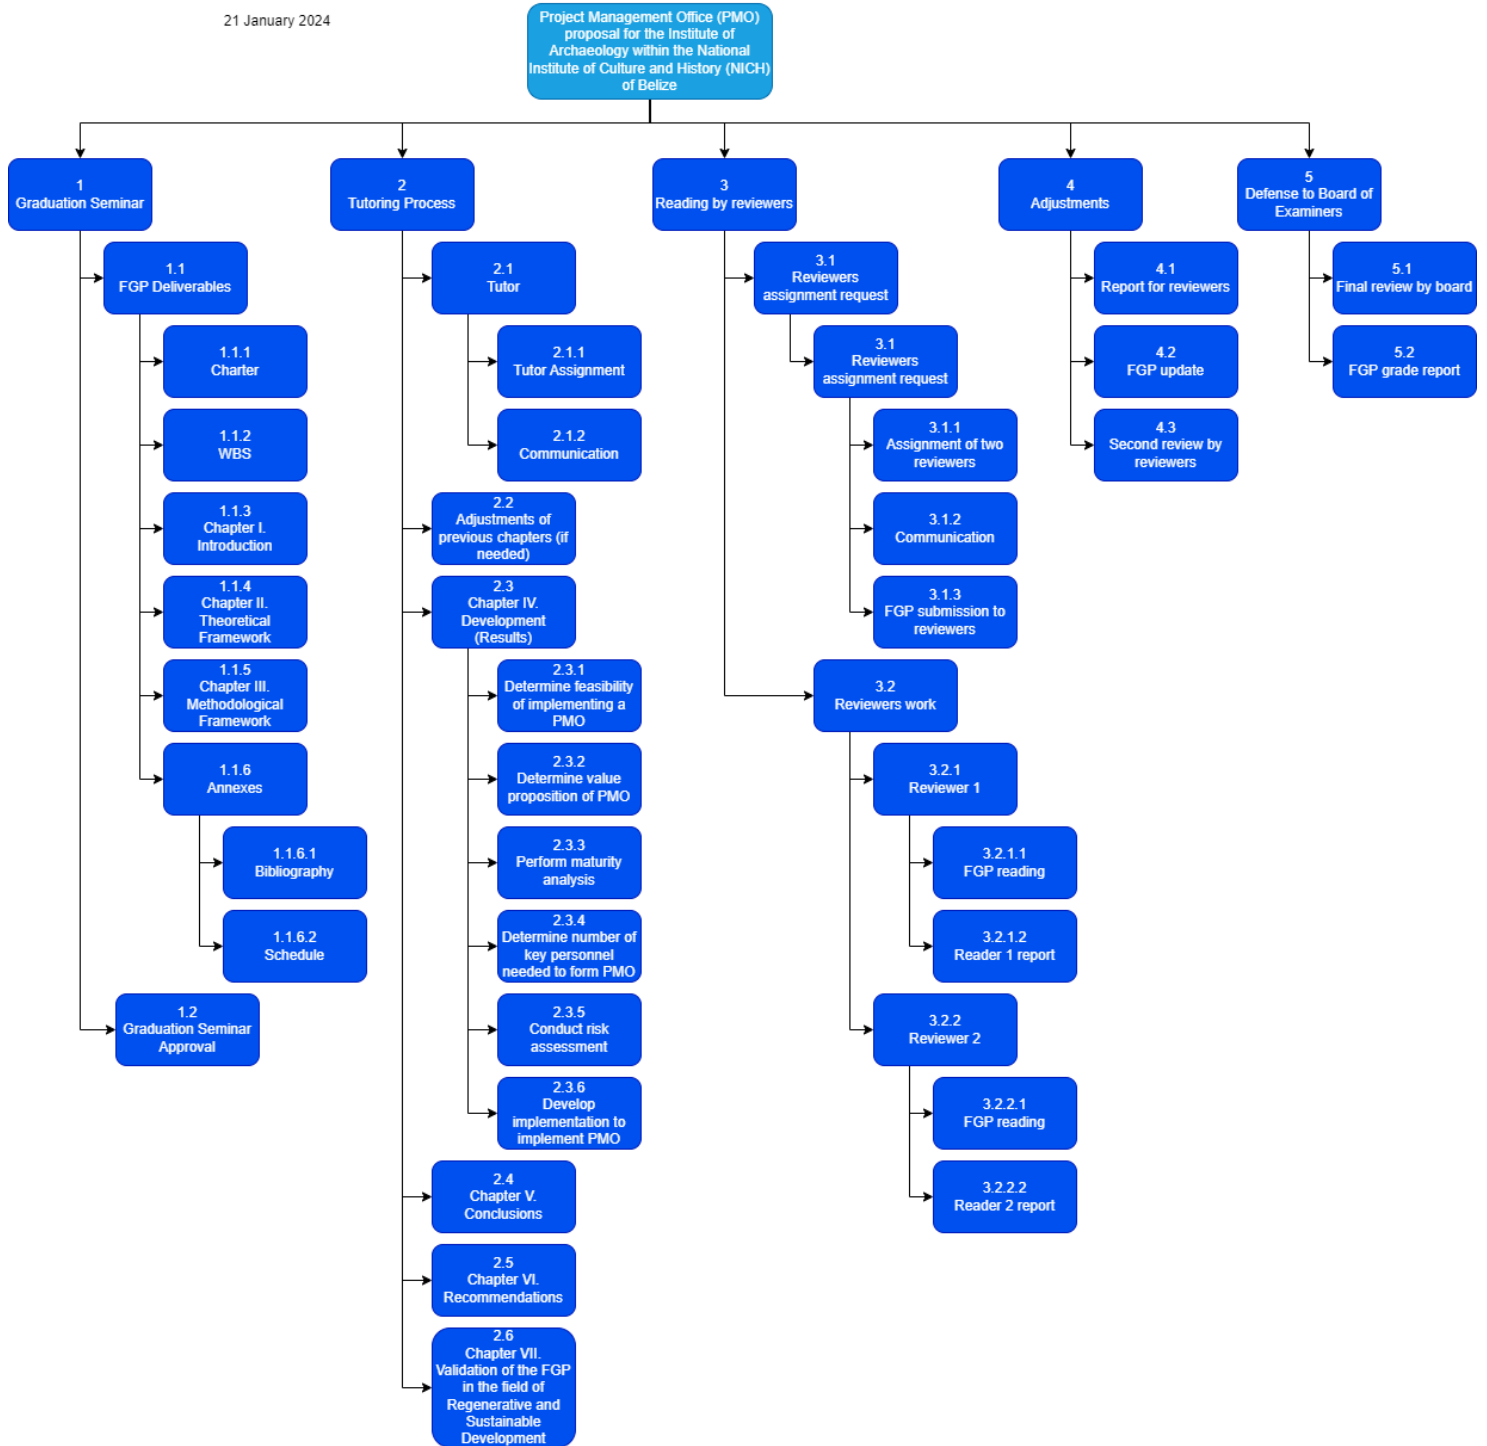 21 January 2024
Project Management Office (PMO)
proposal for the Institute of
Archaeology within the National
Institute of Culture and History (NICH)
of Belize
1
Graduation Seminar
1.1
FGP Deliverables
1.1.1
Charter
1.1.2
WBS
1.1.3
Chapter I.
Introduction
1.1.4
Chapter II.
Theoretical
Framework
1.1.5
Chapter III.
Methodological
Framework
1.1.6
Annexes
1.1.6.1
Bibliography
1.1.6.2
Schedule
1.2
Graduation Seminar
Approval
2
Tutoring Process
2.1
Tutor
2.1.1
Tutor Assignment
2.1.2
Communication
2.2
Adjustments of
previous chapters (if
needed)
2.3
Chapter IV.
Development
(Results)
2.3.1
Determine feasibility
of implementing a
PMO
2.3.2
Determine value
proposition of PMO
2.3.3
Perform maturity
analysis
2.3.4
Determine number of
key personnel
needed to form PMO
2.3.5
Conduct risk
assessment
2.3.6
Develop
implementation to
implement PMO
2.4
Chapter V.
Conclusions
2.5
Chapter VI.
Recommendations
2.6
Chapter VII.
Validation of the FGP
in the field of
Regenerative and
Sustainable
Development
3
Reading by reviewers
3.1
Reviewers
assignment request
3.1
Reviewers
assignment request
3.1.1
Assignment of two
reviewers
3.1.2
Communication
3.1.3
FGP submission to
reviewers
3.2
Reviewers work
3.2.1
Reviewer 1
3.2.1.1
FGP reading
3.2.1.2
Reader 1 report
3.2.2
Reviewer 2
3.2.2.1
FGP reading
3.2.2.2
Reader 2 report
4
Adjustments
4.1
Report for reviewers
4.2
FGP update
4.3
Second review by
reviewers
5
Defense to Board of
Examiners
5.1
Final review by board
5.2
FGP grade report